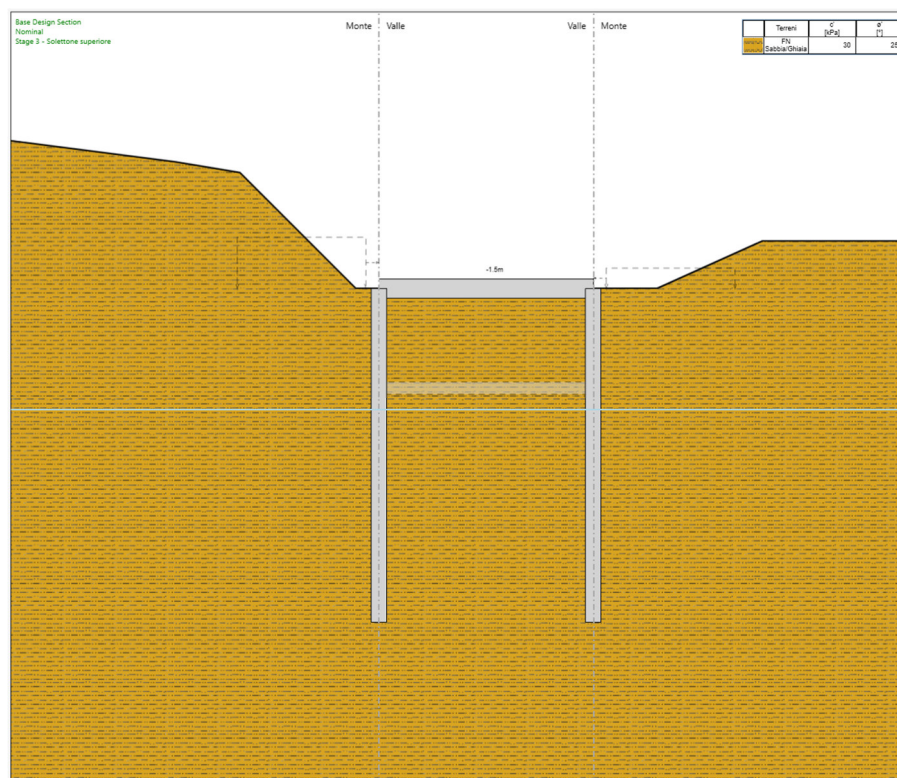 Base Design Section
Nominal
Stage 3 - Solettone superiore
Monte Valle
Valle Monte
Terreni c' [kPa] ø' [°]
FN Sabbia/Ghiaia 30 25
-1.5m